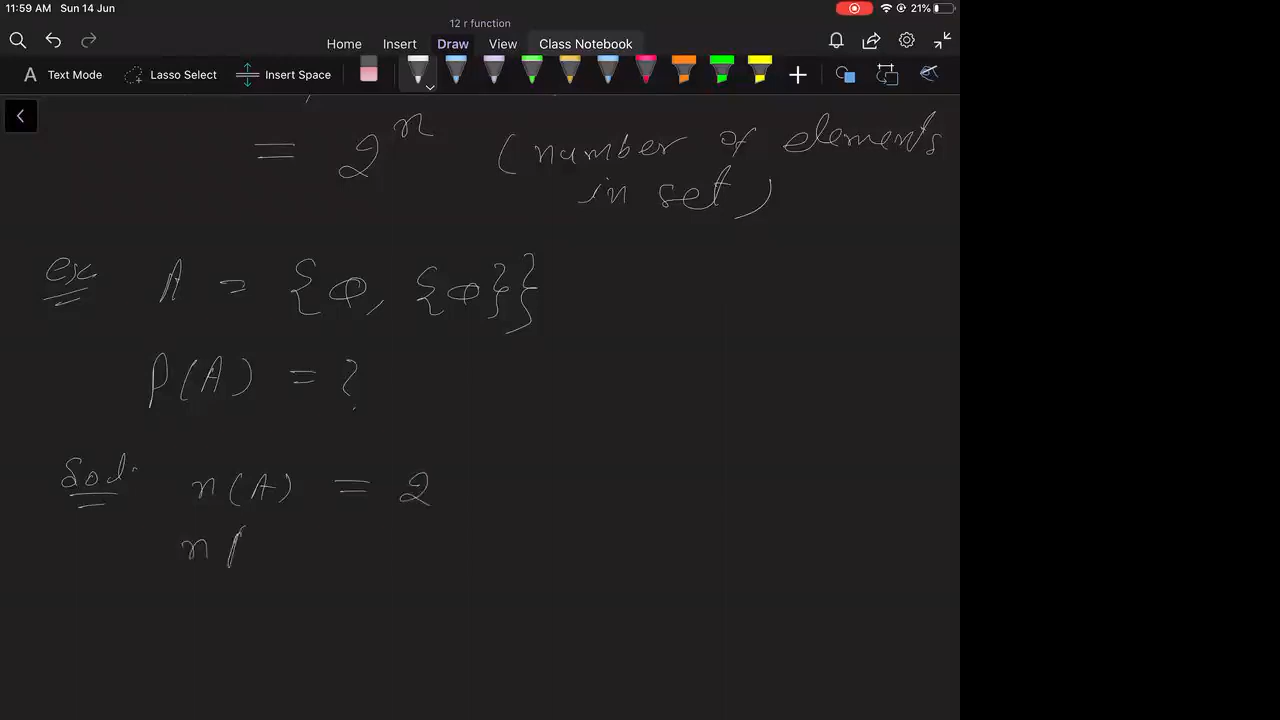 11:59 AM Sun 14 Jun
21%
12 r function
Home Insert Draw View Class Notebook
A Text Mode Lasso Select Insert Space
= 2^n (number of elements
in set)
ex A = {φ, {φ}}
P(A) = ?
Sol: n(A) = 2
n(